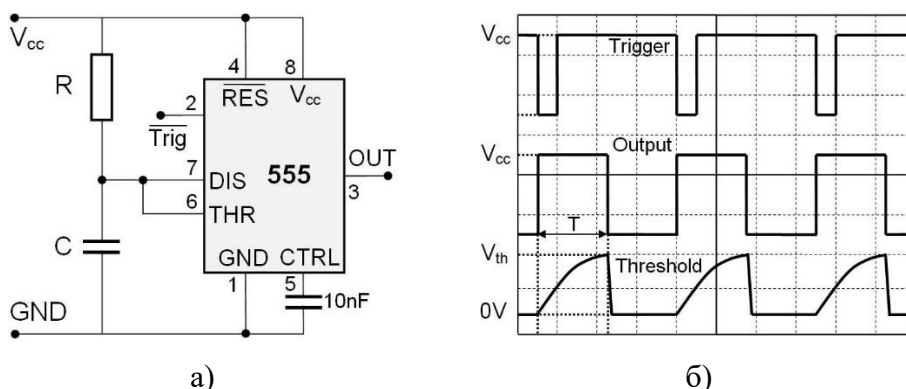 Vcc
R
C
GND
4
8
RES
Vcc
2
Trig
7
DIS
555
OUT
3
6
THR
GND
CTRL
1
5
10nF
а)
Vcc
Trigger
Vcc
Output
T
Vth
Threshold
0V
б)